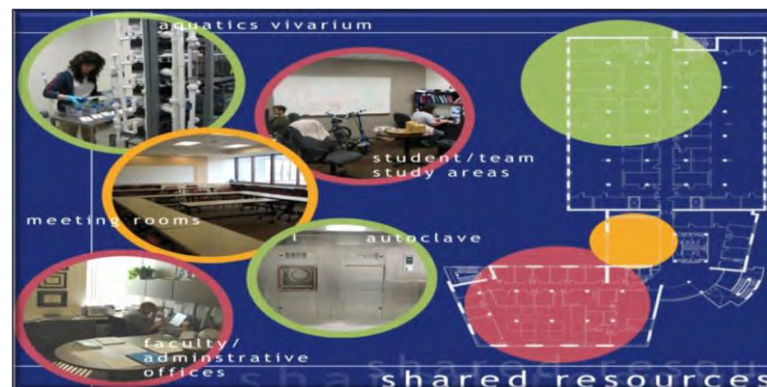 aquatics vivarium
student/team
study areas
meeting rooms
autoclave
faculty/
adminstrative
offices
shared resources